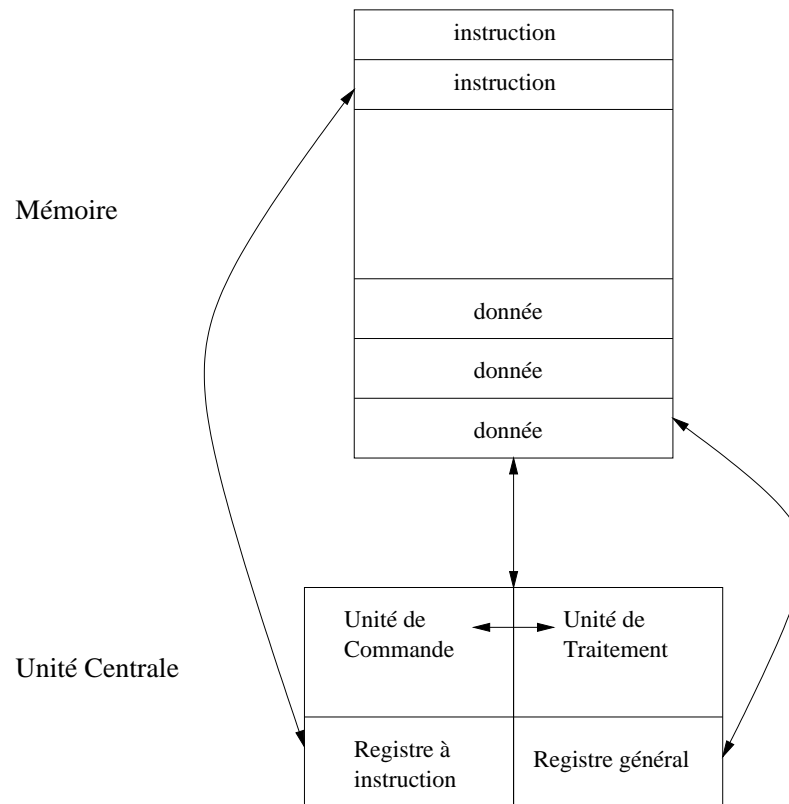 instruction
instruction
Mémoire
donnée
donnée
donnée
Unité de
Commande
Unité de
Traitement
Unité Centrale
Registre à
instruction
Registre général